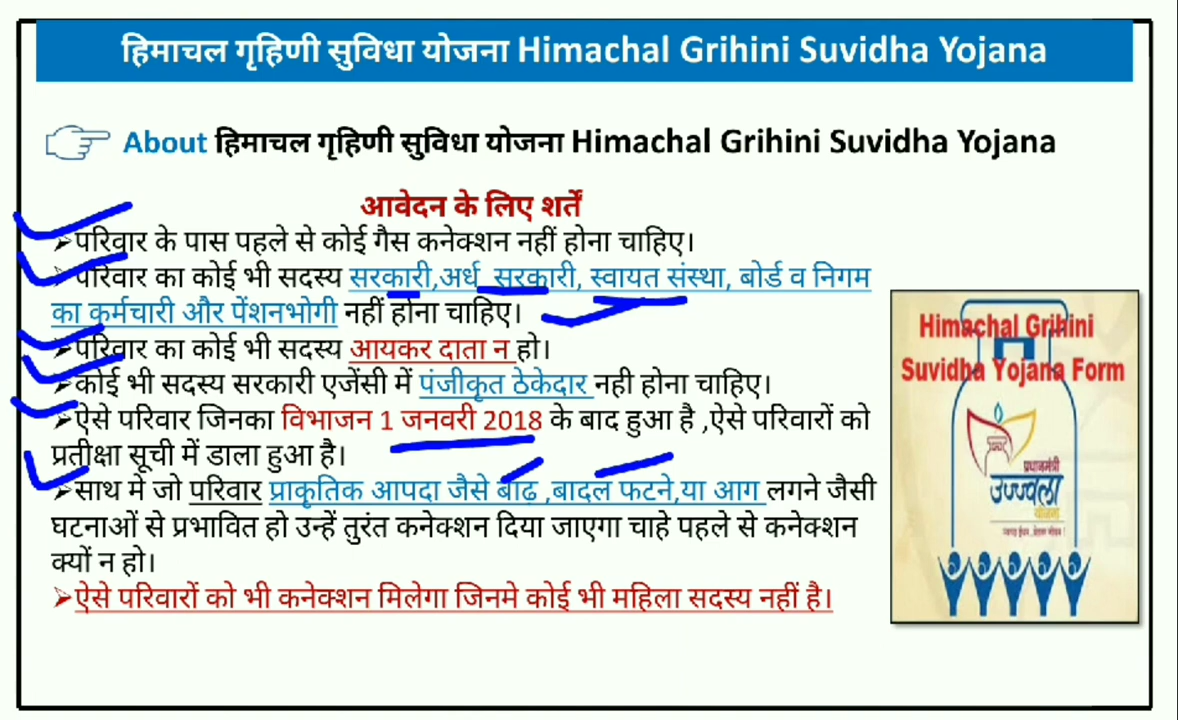 हिमाचल गृहिणी सुविधा योजना Himachal Grihini Suvidha Yojana
About हिमाचल गृहिणी सुविधा योजना Himachal Grihini Suvidha Yojana
आवेदन के लिए शर्तें
➢परिवार के पास पहले से कोई गैस कनेक्शन नहीं होना चाहिए।
➢परिवार का कोई भी सदस्य सरकारी,अर्ध सरकारी, स्वायत संस्था, बोर्ड व निगम
का कर्मचारी और पेंशनभोगी नहीं होना चाहिए।
➢परिवार का कोई भी सदस्य आयकर दाता न हो।
➢कोई भी सदस्य सरकारी एजेंसी में पंजीकृत ठेकेदार नही होना चाहिए।
➢ऐसे परिवार जिनका विभाजन 1 जनवरी 2018 के बाद हुआ है ,ऐसे परिवारों को
प्रतीक्षा सूची में डाला हुआ है।
➢साथ में जो परिवार प्राकृतिक आपदा जैसे बाढ ,बादल फटने,या आग लगने जैसी
घटनाओं से प्रभावित हो उन्हें तुरंत कनेक्शन दिया जाएगा चाहे पहले से कनेक्शन
क्यों न हो।
➢ऐसे परिवारों को भी कनेक्शन मिलेगा जिनमे कोई भी महिला सदस्य नहीं है।
Himachal Grihini
Suvidha Yojana Form
प्रधानमंत्री
उज्ज्वला
योजना